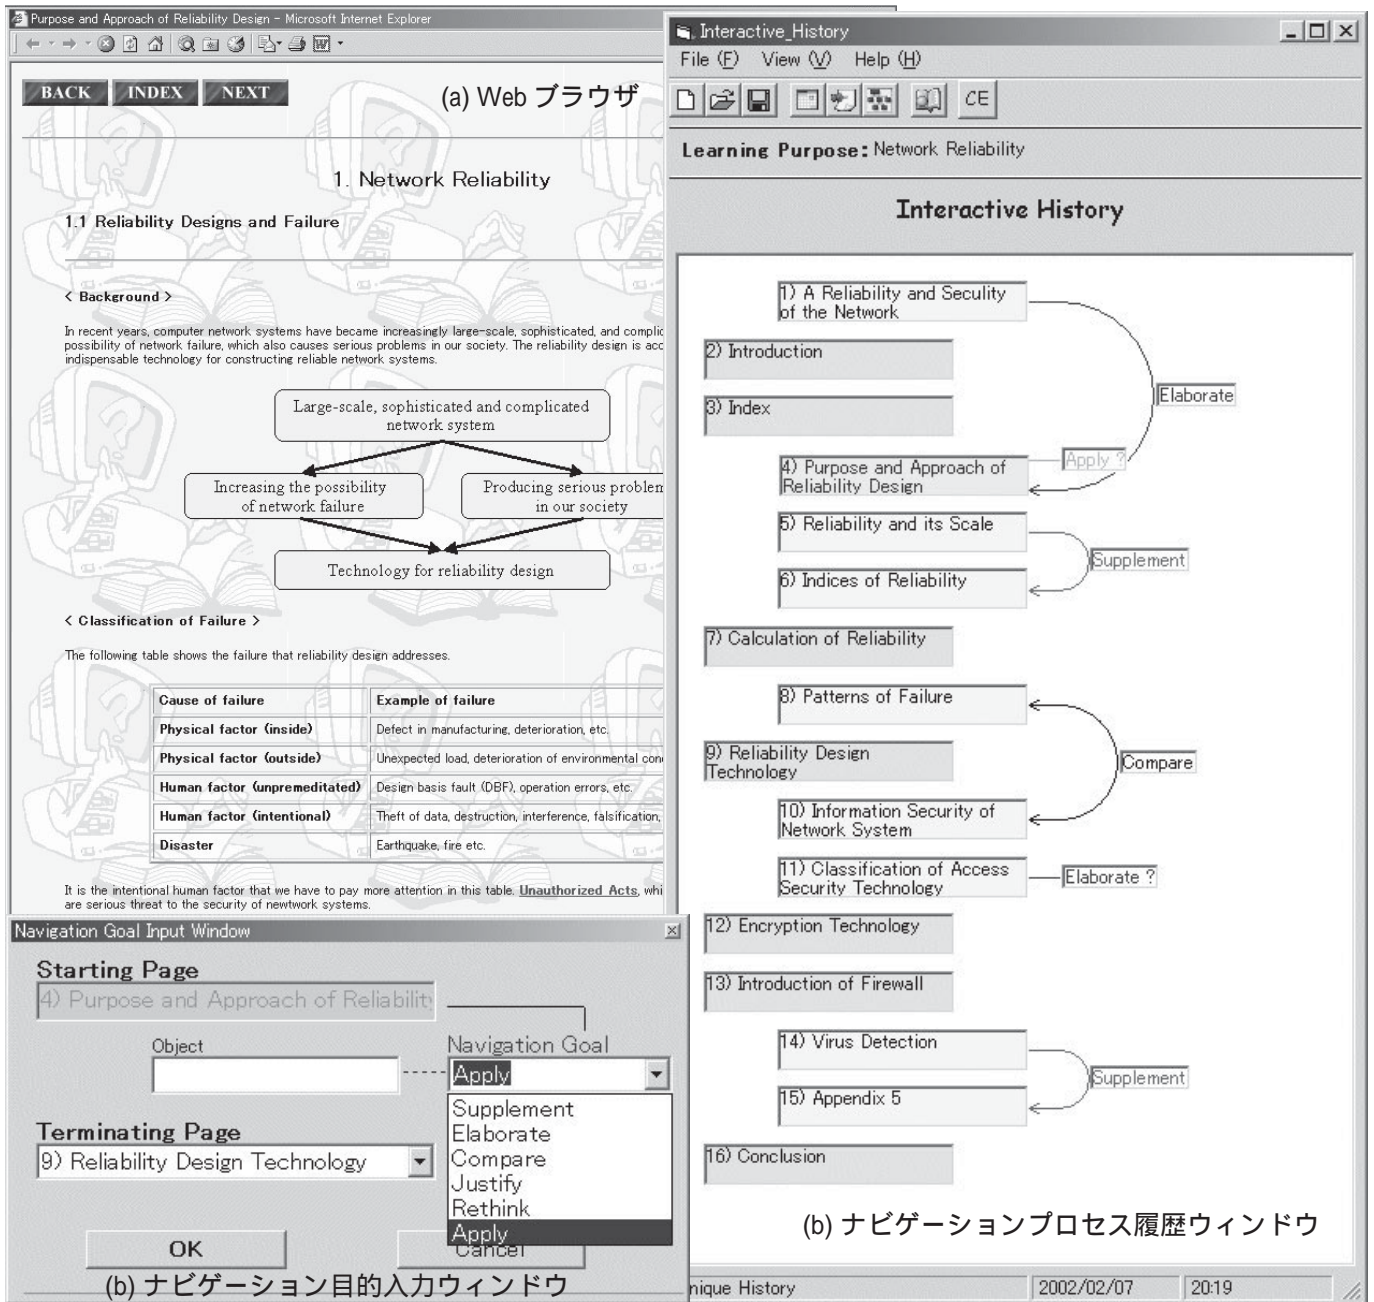 Purpose and Approach of Reliability Design - Microsoft Internet Explorer
BACK INDEX NEXT
(a) Web ブラウザ
1. Network Reliability
1.1 Reliability Designs and Failure
< Background >
In recent years, computer network systems have became increasingly large-scale, sophisticated, and complic
possibility of network failure, which also causes serious problems in our society. The reliability design is acc
indispensable technology for constructing reliable network systems.
Large-scale, sophisticated and complicated
network system
Increasing the possibility
of network failure
Producing serious problem
in our society
Technology for reliability design
< Classification of Failure >
The following table shows the failure that reliability design addresses.
Cause of failure Example of failure
Physical factor (inside) Defect in manufacturing, deterioration, etc.
Physical factor (outside) Unexpected load, deterioration of environmental con
Human factor (unpremeditated) Design basis fault (DBF), operation errors, etc.
Human factor (intentional) Theft of data, destruction, interference, falsification,
Disaster Earthquake, fire etc.
It is the intentional human factor that we have to pay more attention in this table. Unauthorized Acts, whi
are serious threat to the security of newtwork systems.
Navigation Goal Input Window
Starting Page
4) Purpose and Approach of Reliabilit
Object
Navigation Goal
Apply
Supplement
Elaborate
Compare
Justify
Rethink
Apply
Terminating Page
9) Reliability Design Technology
OK
Cancel
(b) ナビゲーション目的入力ウィンドウ
Interactive_History
File (F) View (V) Help (H)
CE
Learning Purpose: Network Reliability
Interactive History
1) A Reliability and Seculity
of the Network
2) Introduction
Elaborate
3) Index
4) Purpose and Approach of
Reliability Design
Apply ?
5) Reliability and its Scale
Supplement
6) Indices of Reliability
7) Calculation of Reliability
8) Patterns of Failure
9) Reliability Design
Technology
Compare
10) Information Security of
Network System
11) Classification of Access
Security Technology
Elaborate ?
12) Encryption Technology
13) Introduction of Firewall
14) Virus Detection
Supplement
15) Appendix 5
16) Conclusion
(b) ナビゲーションプロセス履歴ウィンドウ
nique History 2002/02/07 20:19